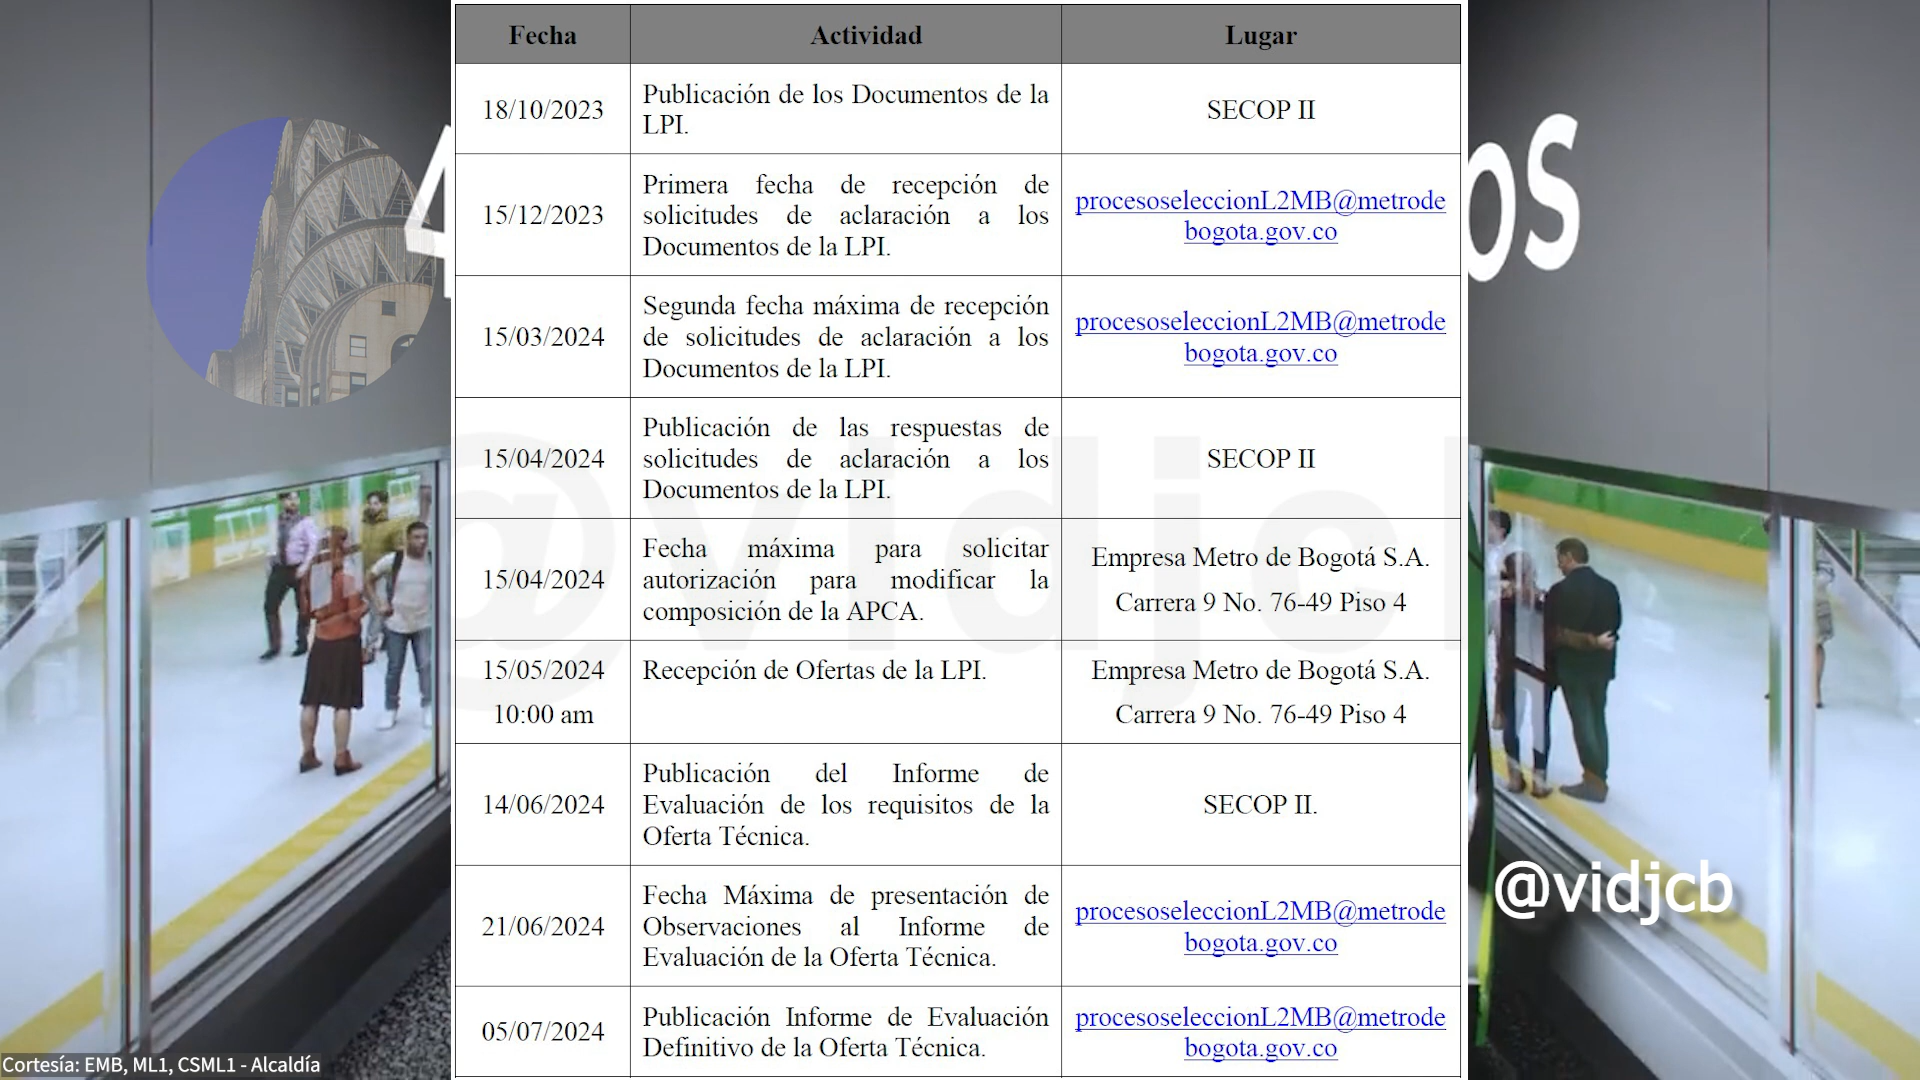 Fecha Actividad Lugar
18/10/2023 Publicación de los Documentos de la
LPI.
SECOP II
15/12/2023
Primera fecha de recepción de
solicitudes de aclaración a los
Documentos de la LPI.
procesoseleccionL2MB@metrode
bogota.gov.co
15/03/2024
Segunda fecha máxima de recepción
de solicitudes de aclaración a los
Documentos de la LPI.
procesoseleccionL2MB@metrode
bogota.gov.co
15/04/2024
Publicación de las respuestas de
solicitudes de aclaración a los
Documentos de la LPI.
SECOP II
15/04/2024
Fecha máxima para solicitar
autorización para modificar la
composición de la APCA.
Empresa Metro de Bogotá S.A.
Carrera 9 No. 76-49 Piso 4
15/05/2024
10:00 am
Recepción de Ofertas de la LPI.
Empresa Metro de Bogotá S.A.
Carrera 9 No. 76-49 Piso 4
14/06/2024
Publicación del Informe de
Evaluación de los requisitos de la
Oferta Técnica.
SECOP II.
21/06/2024
Fecha Máxima de presentación de
Observaciones al Informe de
Evaluación de la Oferta Técnica.
procesoseleccionL2MB@metrode
bogota.gov.co
05/07/2024
Publicación Informe de Evaluación
Definitivo de la Oferta Técnica.
procesoseleccionL2MB@metrode
bogota.gov.co
@vidjcb
@vidjcb
Cortesía: EMB, ML1, CSML1 - Alcaldía